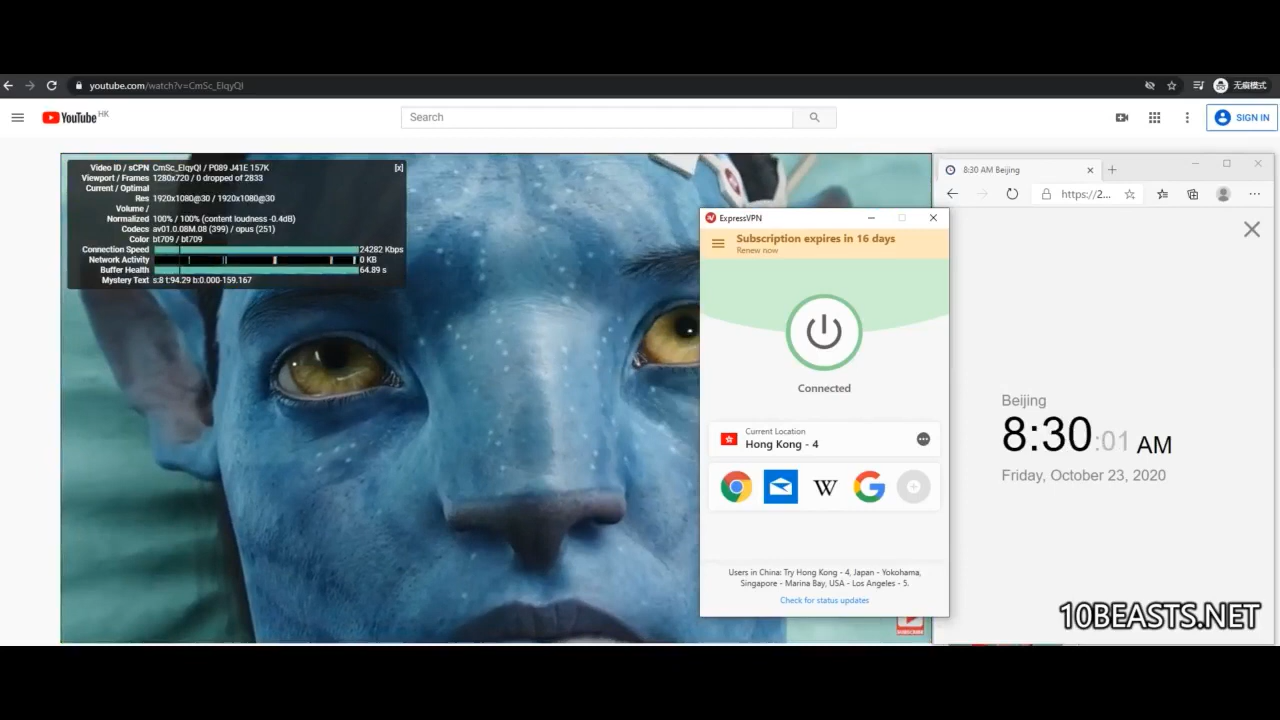 youtube.com/watch?v=CmSc_ElqyQI
无痕模式
YouTube HK
Search
SIGN IN
Video ID / sCPN CmSc_ElqyQI / P089 J41E 157K [x]
Viewport / Frames 1280x720 / 0 dropped of 2833
Current / Optimal
Res 1920x1080@30 / 1920x1080@30
Volume /
Normalized 100% / 100% (content loudness -0.4dB)
Codecs av01.0.08M.08 (399) / opus (251)
Color bt709 / bt709
Connection Speed 24282 Kbps
Network Activity 0 KB
Buffer Health 64.89 s
Mystery Text s:8 t:94.29 b:0.000-159.167
ExpressVPN
Subscription expires in 16 days
Renew now
Connected
Current Location
Hong Kong - 4
W
G
Users in China: Try Hong Kong - 4, Japan - Yokohama,
Singapore - Marina Bay, USA - Los Angeles - 5.
Check for status updates
8:30 AM Beijing
https://2...
Beijing
8:30:01 AM
Friday, October 23, 2020
SUBSCRIBE
10BEASTS.NET